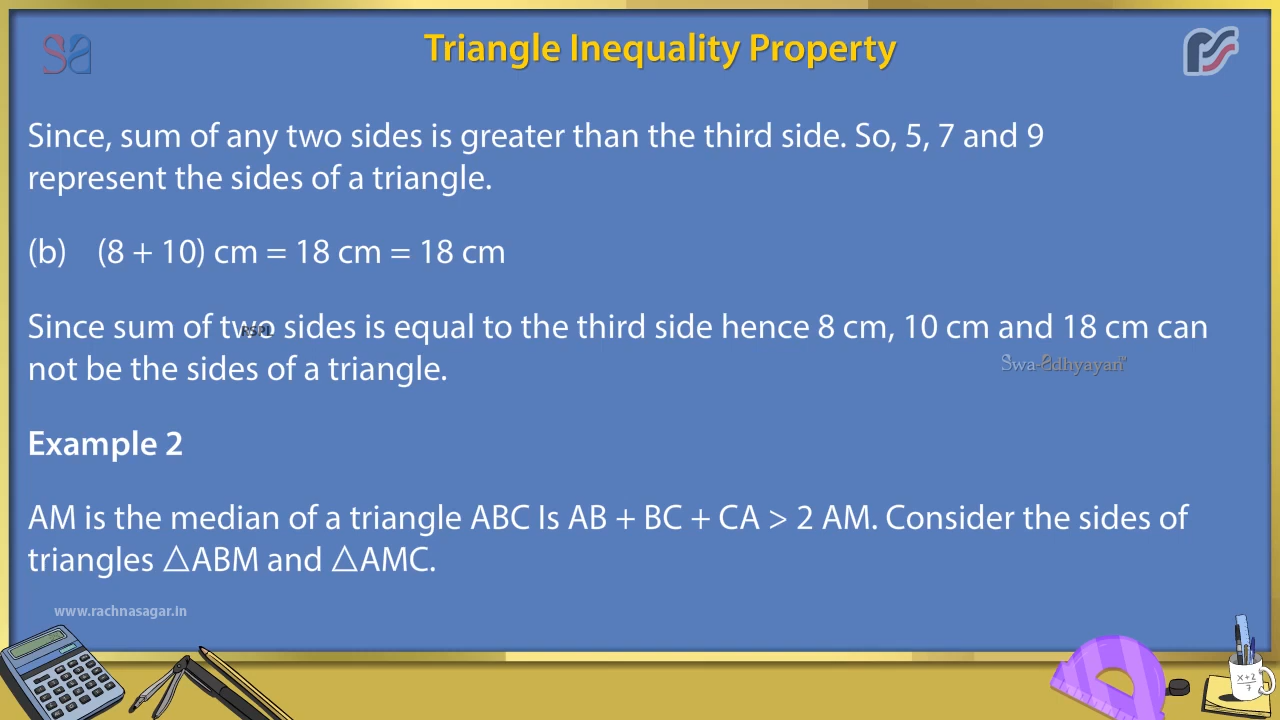 sa
Triangle Inequality Property
Since, sum of any two sides is greater than the third side. So, 5, 7 and 9
represent the sides of a triangle.
(b) (8 + 10) cm = 18 cm = 18 cm
Since sum of two sides is equal to the third side hence 8 cm, 10 cm and 18 cm can
RSPL
not be the sides of a triangle.
Swa-adhyayan
Example 2
AM is the median of a triangle ABC Is AB + BC + CA > 2 AM. Consider the sides of
triangles △ABM and △AMC.
www.rachnasagar.in